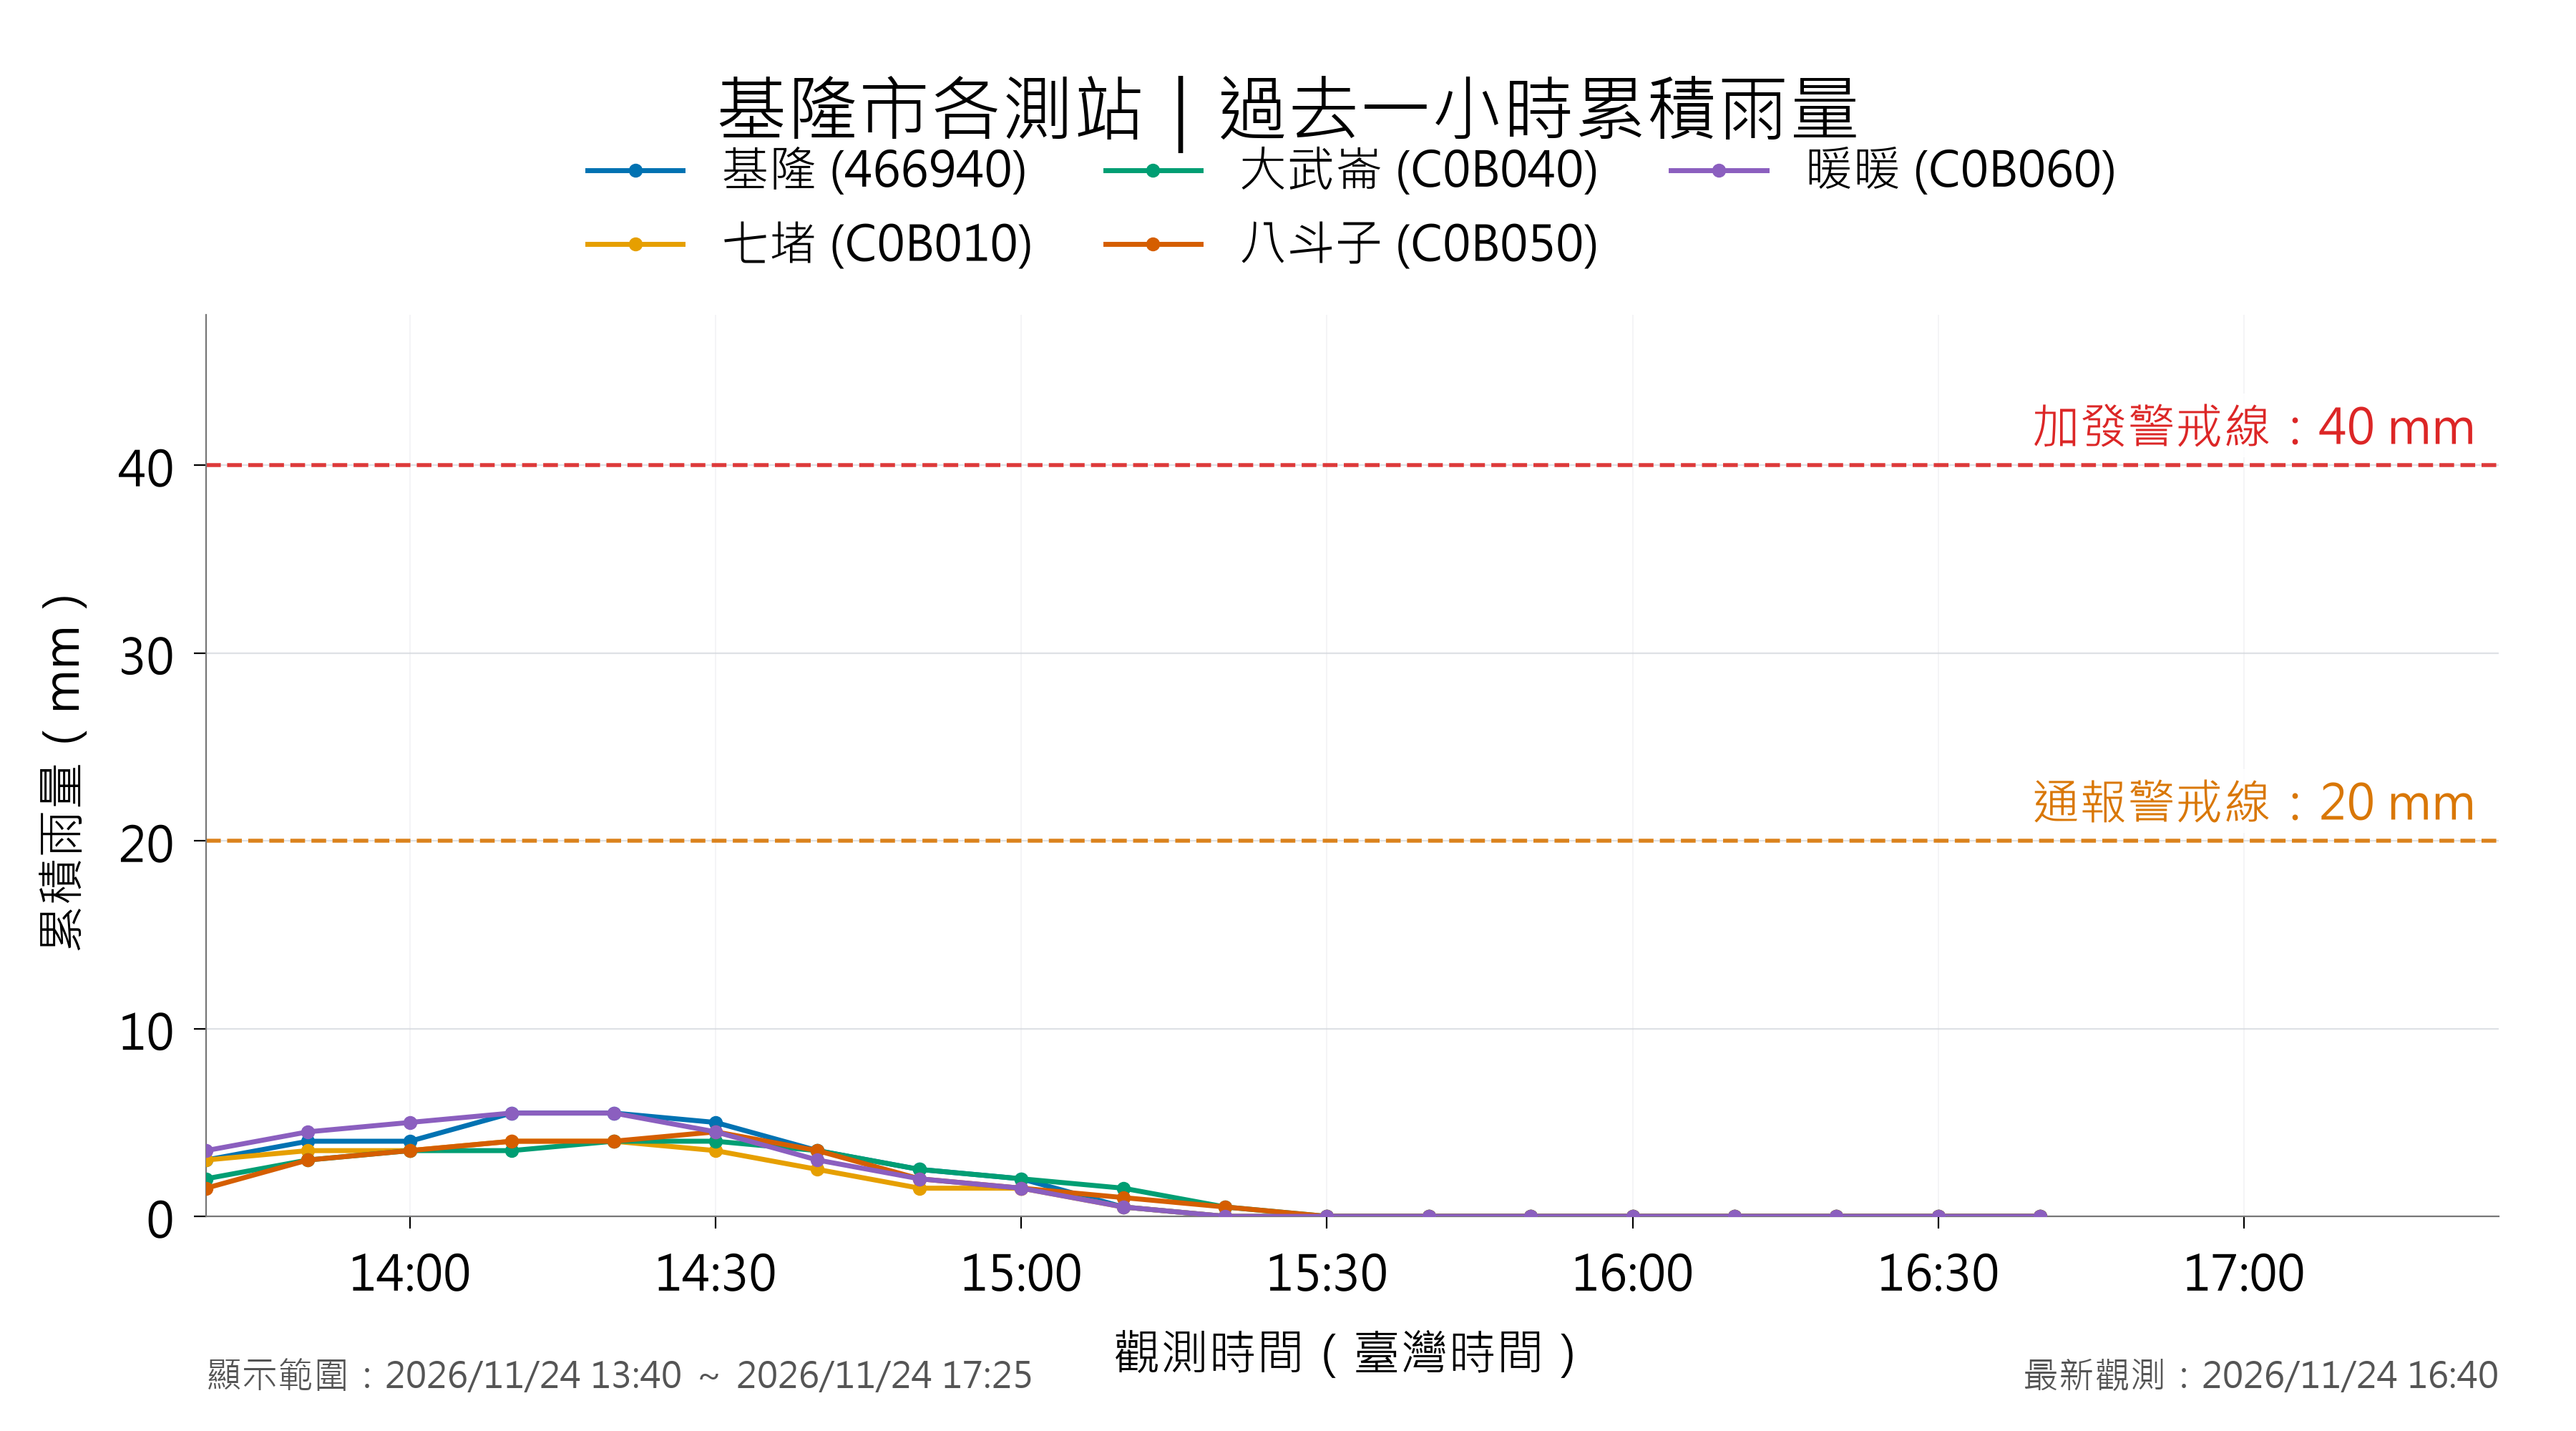 基隆市各測站｜過去一小時累積雨量
基隆 (466940)
七堵 (C0B010)
大武崙 (C0B040)
八斗子 (C0B050)
暖暖 (C0B060)
累積雨量（mm）
40
30
20
10
0
加發警戒線：40 mm
通報警戒線：20 mm
14:00 14:30 15:00 15:30 16:00 16:30 17:00
觀測時間（臺灣時間）
顯示範圍：2026/11/24 13:40 ~ 2026/11/24 17:25
最新觀測：2026/11/24 16:40